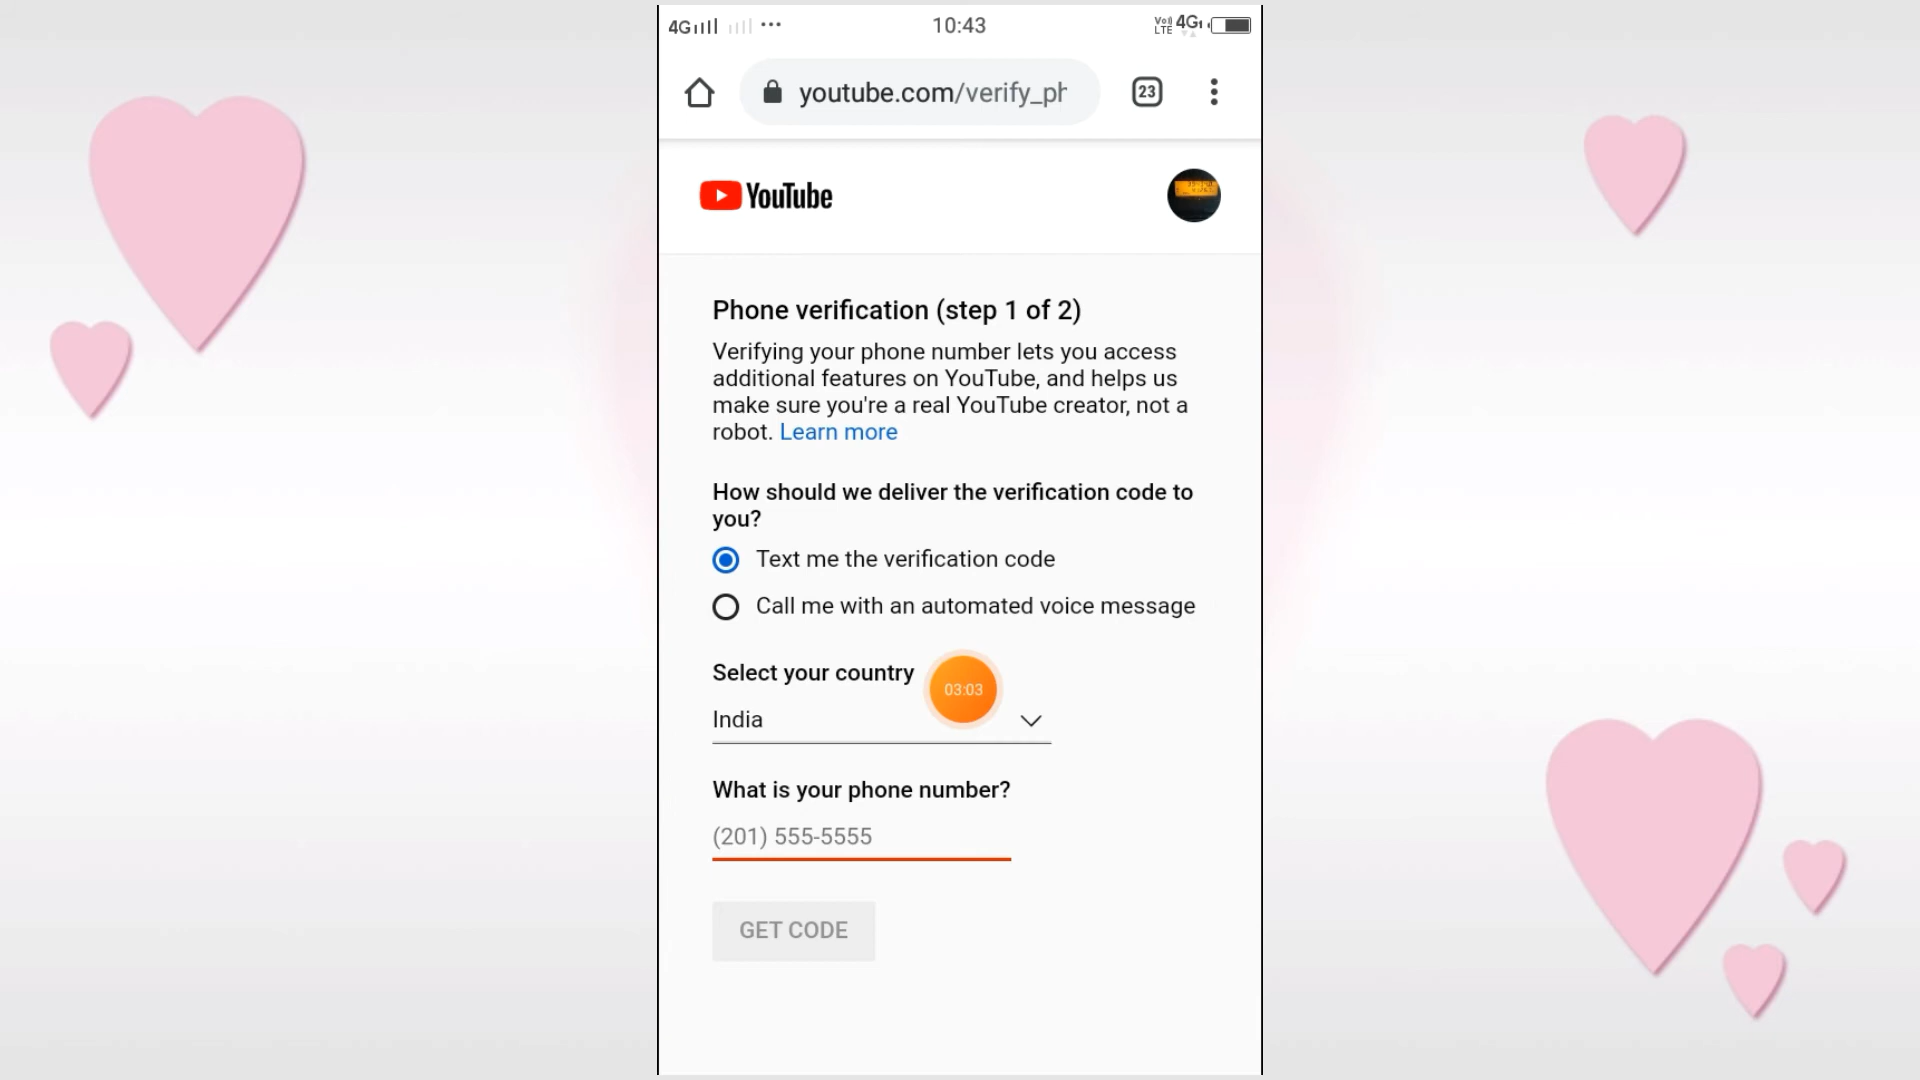 4G 10:43 VoLTE 4G
youtube.com/verify_ph 23
YouTube
Phone verification (step 1 of 2)
Verifying your phone number lets you access
additional features on YouTube, and helps us
make sure you're a real YouTube creator, not a
robot. Learn more
How should we deliver the verification code to
you?
Text me the verification code
Call me with an automated voice message
Select your country
03:03
India
What is your phone number?
(201) 555-5555
GET CODE